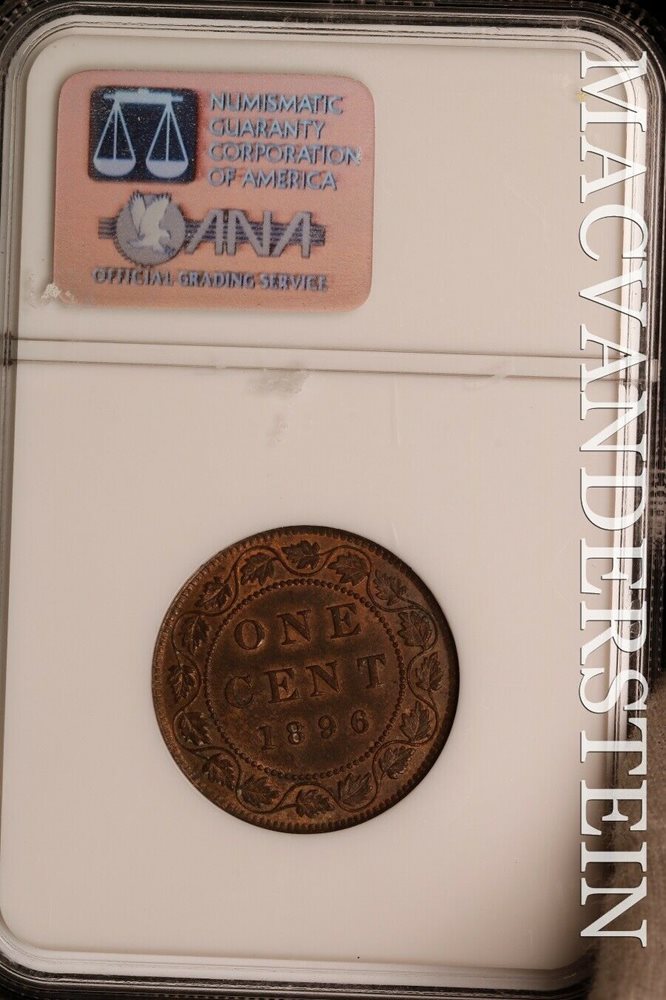 NUMISMATIC
GUARANTY
CORPORATION
OF AMERICA
ANA
OFFICIAL GRADING SERVICE
ONE
CENT
1896
MACVANDERSTEIN